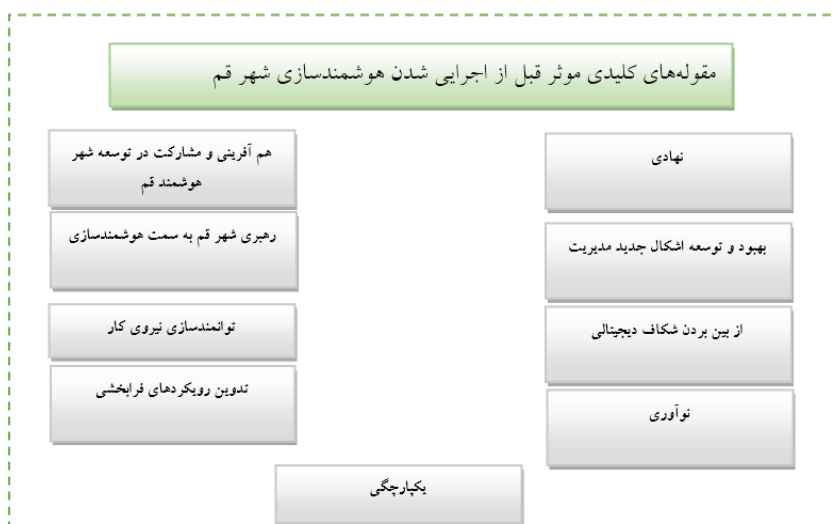 مقوله‌های کلیدی موثر قبل از اجرایی شدن هوشمندسازی شهر قم
نهادی
هم آفرینی و مشارکت در توسعه شهر
هوشمند قم
بهبود و توسعه اشکال جدید مدیریت
رهبری شهر قم به سمت هوشمندسازی
از بین بردن شکاف دیجیتالی
توانمندسازی نیروی کار
نوآوری
تدوین رویکردهای فرابخشی
یکپارچگی